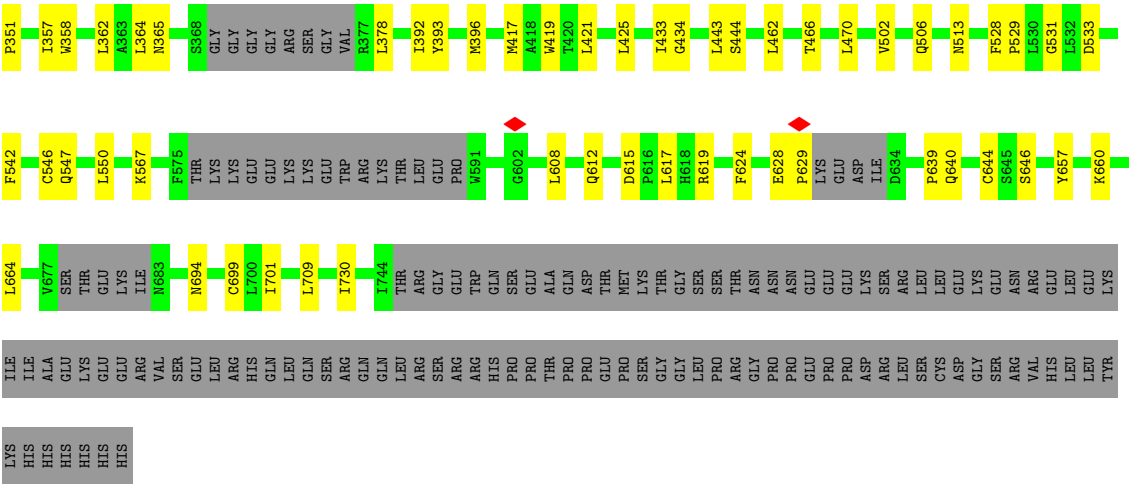 P351 I357 W358 L362 A363 L364 N365 S368 GLY GLY GLY GLY ARG SER GLY VAL R377 L378 I392 Y393 M396 M417 A418 W419 T420 L421 L425 I433 G434 L443 S444 L462 T466 L470 V502 Q506 N513 F528 P529 L530 G531 L532 D533
F542 C546 Q547 L550 K567 F575 THR LYS LYS GLU GLU LYS LYS GLU TRP ARG LYS THR LEU GLU PRO W591 G602 L608 Q612 D615 P616 L617 H618 R619 F624 E628 P629 LYS GLU ASP ILE D634 P639 Q640 C644 S645 S646 Y657 K660
L664 V677 SER THR GLU LYS ILE N683 N694 C699 L700 I701 L709 I730 I744 THR ARG GLY GLU TRP GLN SER GLU ALA GLN ASP THR MET LYS THR GLY SER SER THR ASN ASN ASN GLU GLU GLU LYS SER ARG LEU LEU GLU LYS GLU ASN ARG GLU LEU GLU LYS
ILE ILE ALA GLU LYS GLU GLU ARG VAL SER GLU LEU ARG HIS GLN LEU GLN SER ARG GLN GLN LEU ARG SER ARG ARG HIS PRO PRO THR PRO PRO GLU PRO SER GLY GLY LEU PRO ARG GLY PRO PRO GLU PRO PRO ASP ARG LEU SER CYS ASP GLY SER ARG VAL HIS LEU LEU TYR
LYS HIS HIS HIS HIS HIS HIS